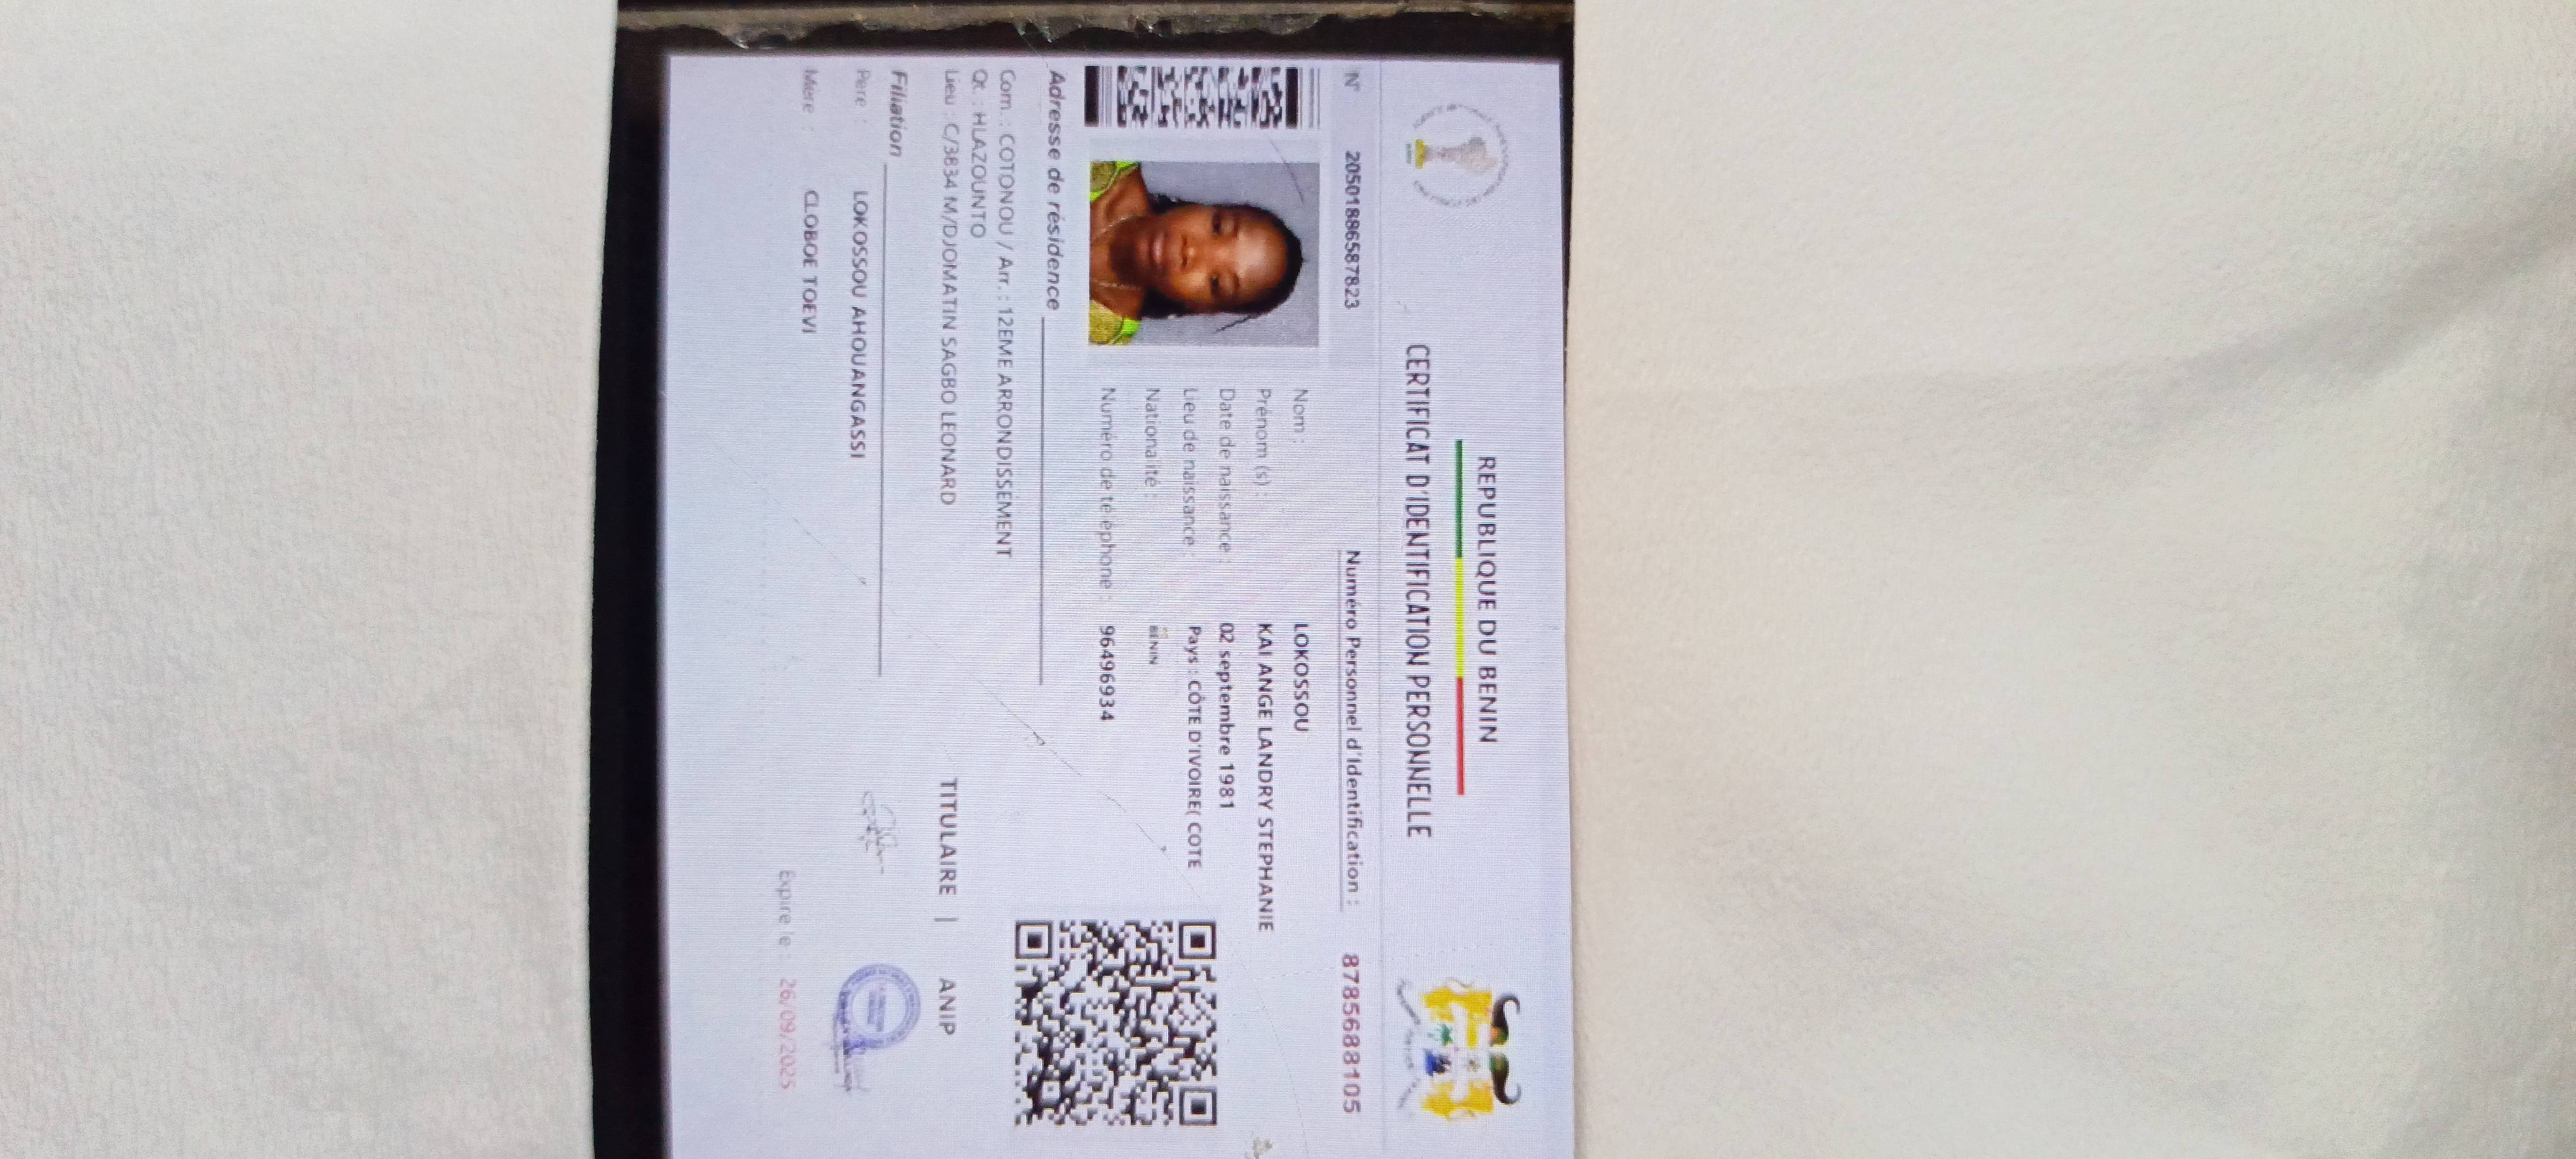 REPUBLIQUE DU BENIN
CERTIFICAT D'IDENTIFICATION PERSONNELLE
N° 2050188658 7823
Numéro Personnel d'Identification : 8785688105
Nom : LOKOSSOU
Prénom (s) : KAI ANGE LANDRY STEPHANIE
Date de naissance : 02 septembre 1981
Lieu de naissance : Pays : CÔTE D'IVOIRE( COTE
Nationalité : BENIN
Numéro de téléphone : 96496934
Adresse de résidence
Com. : COTONOU / Arr. : 12EME ARRONDISSEMENT
Qt. : HLAZOUNTO
Lieu : C/3834 M/DJOMATIN SAGBO LEONARD
TITULAIRE | ANIP
Filiation
Père : LOKOSSOU AHOUANGASSI
Mère : CLOBOE TOEVI
Expire le : 26/09/2025